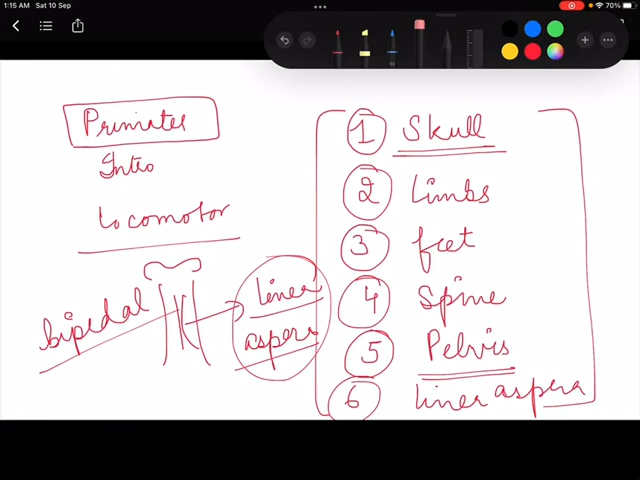 1:15 AM Sat 10 Sep
70%
Primates
Intro
Locomotor
bipedal
linea
aspera
1 Skull
2 limbs
3 feet
4 Spine
5 Pelvis
6 linea aspera